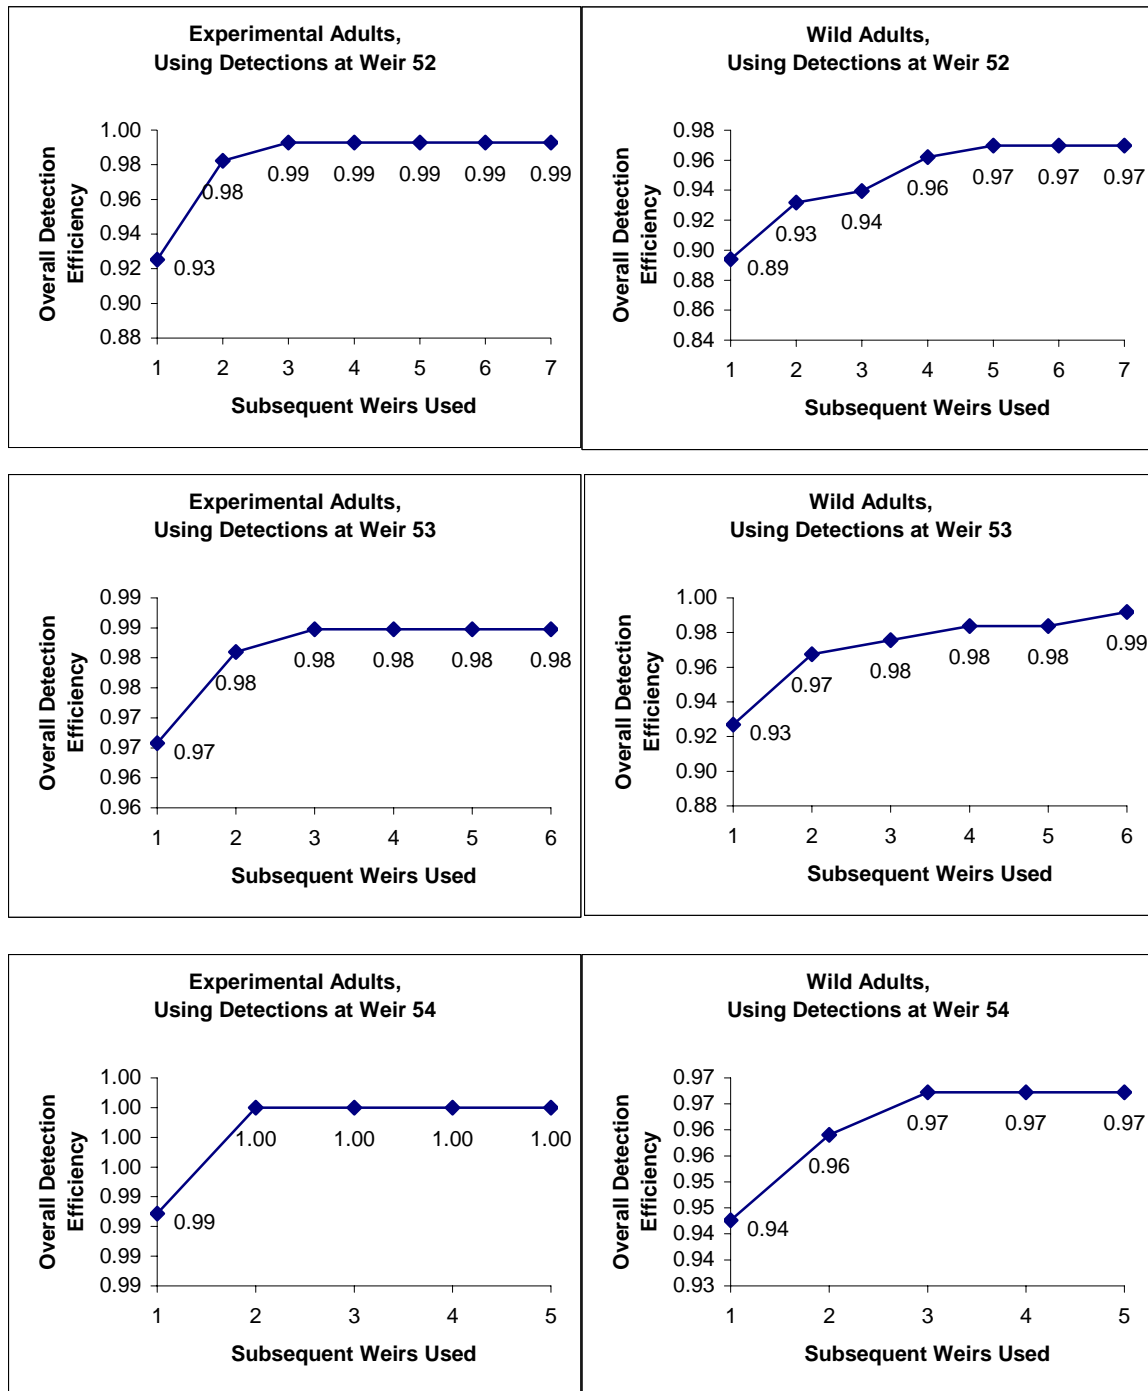 Experimental Adults,
Using Detections at Weir 52
Overall Detection
Efficiency
1.00
0.98
0.96
0.94
0.92
0.90
0.88
0.93
0.98
0.99
0.99
0.99
0.99
0.99
1 2 3 4 5 6 7
Subsequent Weirs Used
Wild Adults,
Using Detections at Weir 52
Overall Detection
Efficiency
0.98
0.96
0.94
0.92
0.90
0.88
0.86
0.84
0.89
0.93
0.94
0.96
0.97
0.97
0.97
1 2 3 4 5 6 7
Subsequent Weirs Used
Experimental Adults,
Using Detections at Weir 53
Overall Detection
Efficiency
0.99
0.99
0.98
0.98
0.97
0.97
0.96
0.96
0.97
0.98
0.98
0.98
0.98
0.98
1 2 3 4 5 6
Subsequent Weirs Used
Wild Adults,
Using Detections at Weir 53
Overall Detection
Efficiency
1.00
0.98
0.96
0.94
0.92
0.90
0.88
0.93
0.97
0.98
0.98
0.98
0.99
1 2 3 4 5 6
Subsequent Weirs Used
Experimental Adults,
Using Detections at Weir 54
Overall Detection
Efficiency
1.00
1.00
1.00
1.00
0.99
0.99
0.99
0.99
0.99
1.00
1.00
1.00
1.00
1 2 3 4 5
Subsequent Weirs Used
Wild Adults,
Using Detections at Weir 54
Overall Detection
Efficiency
0.97
0.97
0.96
0.96
0.95
0.95
0.94
0.94
0.93
0.94
0.96
0.97
0.97
0.97
1 2 3 4 5
Subsequent Weirs Used